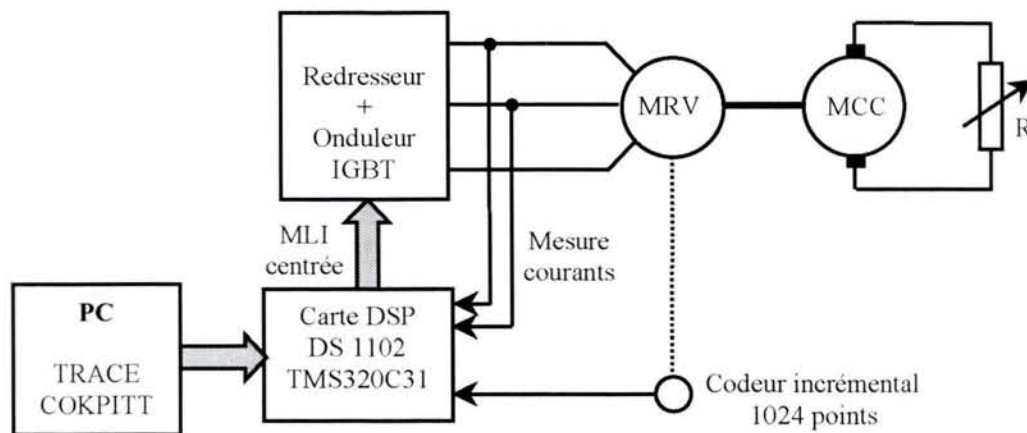 Redresseur
+
Onduleur
IGBT
MRV
MCC
R
MLI
centrée
Mesure
courants
PC
TRACE
COKPITT
Carte DSP
DS 1102
TMS320C31
Codeur incrémental
1024 points